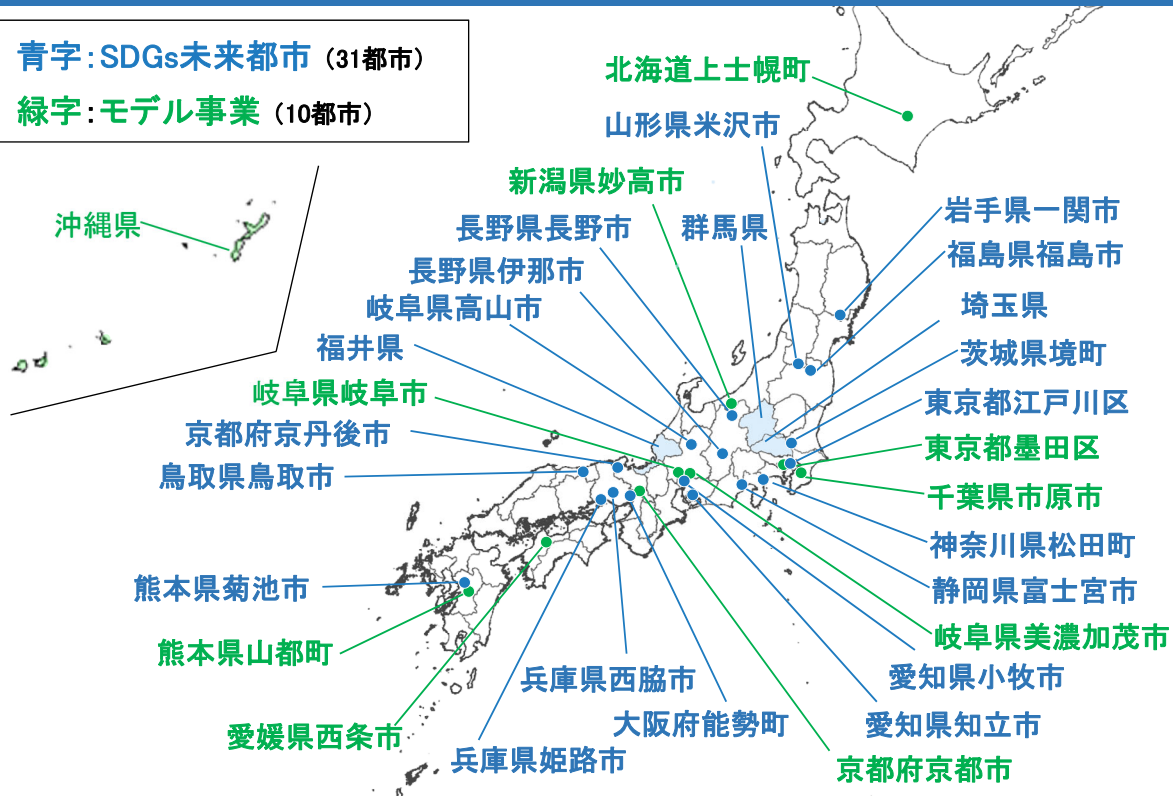 青字:SDGs未来都市(31都市)
緑字:モデル事業(10都市)
北海道上士幌町
山形県米沢市
新潟県妙高市
長野県長野市
群馬県
岩手県一関市
沖縄県
福島県福島市
長野県伊那市
岐阜県高山市
埼玉県
福井県
茨城県境町
岐阜県岐阜市
東京都江戸川区
京都府京丹後市
東京都墨田区
鳥取県鳥取市
千葉県市原市
神奈川県松田町
熊本県菊池市
静岡県富士宮市
岐阜県美濃加茂市
熊本県山都町
兵庫県西脇市
愛知県小牧市
大阪府能勢町
愛知県知立市
愛媛県西条市
兵庫県姫路市
京都府京都市